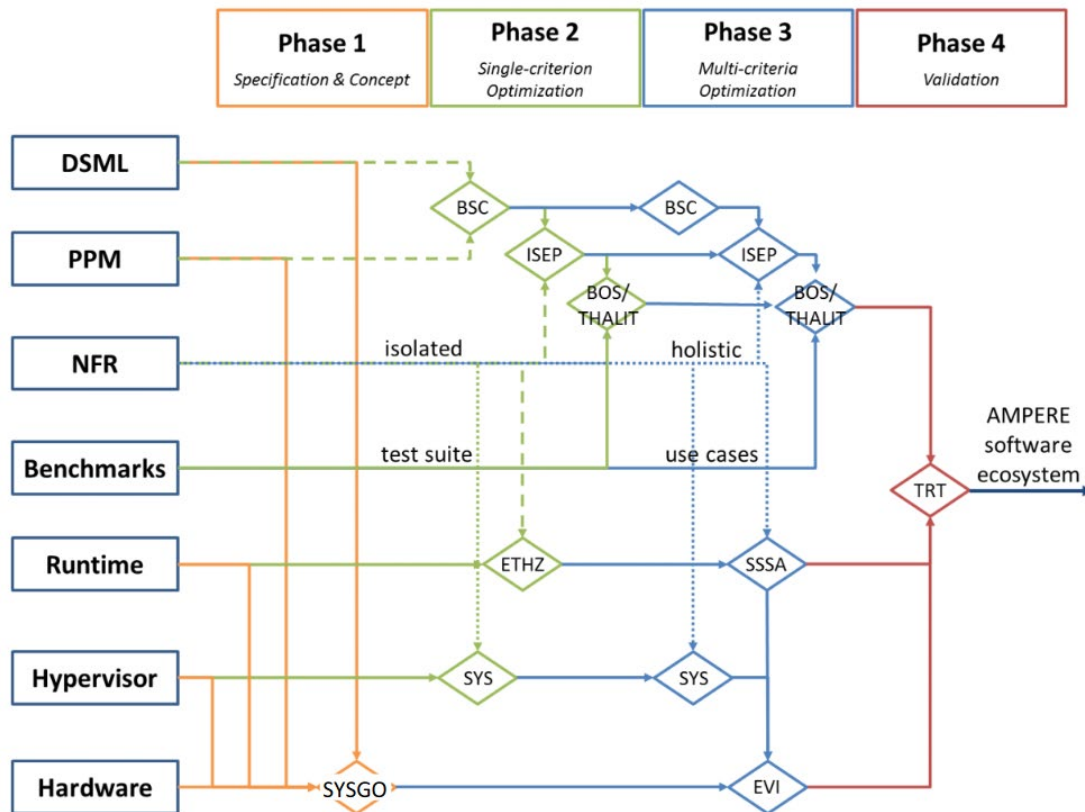 Phase 1
Specification & Concept
Phase 2
Single-criterion
Optimization
Phase 3
Multi-criteria
Optimization
Phase 4
Validation
DSML
BSC
BSC
PPM
ISEP
ISEP
BOS/
THALIT
BOS/
THALIT
NFR
isolated
holistic
Benchmarks
test suite
use cases
AMPERE
software
ecosystem
TRT
Runtime
ETHZ
SSSA
Hypervisor
SYS
SYS
Hardware
SYSGO
EVI